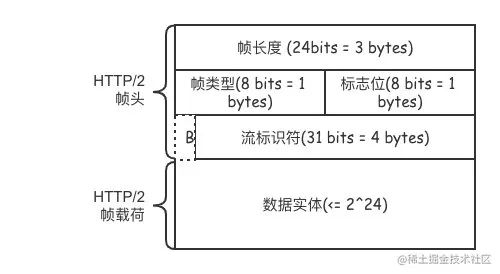 帧长度 (24bits = 3 bytes)
HTTP/2
帧头
帧类型(8 bits = 1
bytes)
标志位(8 bits = 1
bytes)
B
流标识符(31 bits = 4 bytes)
HTTP/2
帧载荷
数据实体(<= 2^24)
@稀土掘金技术社区